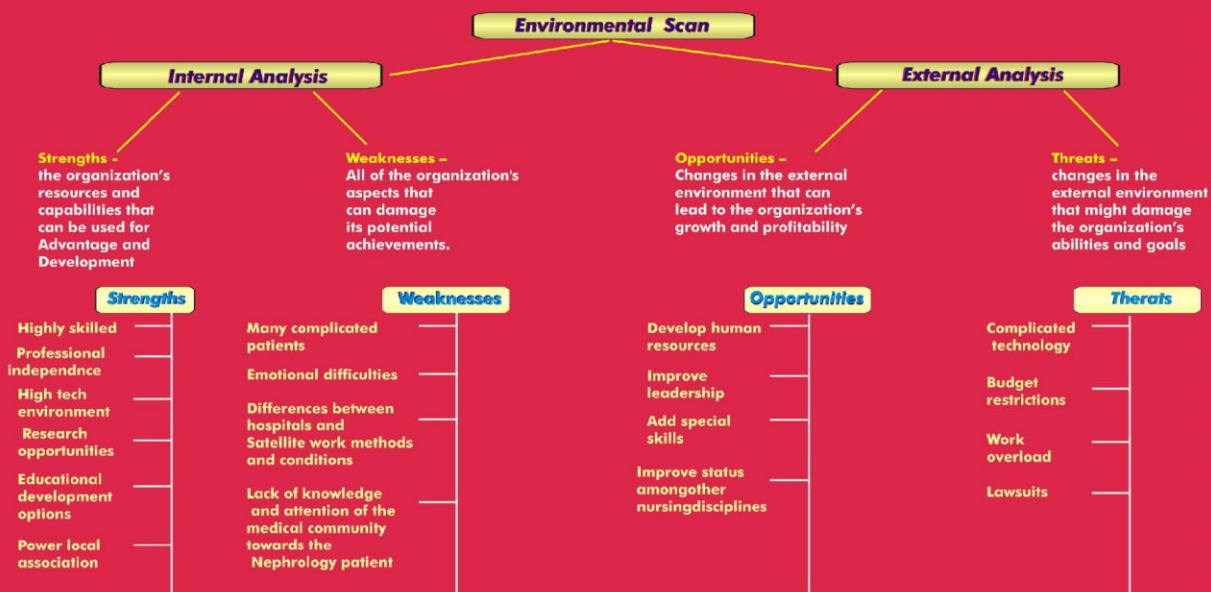 Environmental Scan
Internal Analysis
External Analysis
Strengths -
the organization's
resources and
capabilities that
can be used for
Advantage and
Development
Weaknesses –
All of the organization's
aspects that
can damage
its potential
achievements.
Opportunities –
Changes in the external
environment that can
lead to the organization's
growth and profitability
Threats -
changes in the
external environment
that might damage
the organization's
abilities and goals
Strengths
Highly skilled
Professional
independnce
High tech
environment
Research
opportunities
Educational
development
options
Power local
association
Weaknesses
Many complicated
patients
Emotional difficulties
Differences between
hospitals and
Satellite work methods
and conditions
Lack of knowledge
and attention of the
medical community
towards the
Nephrology patient
Opportunities
Develop human
resources
Improve
leadership
Add special
skills
Improve status
amongother
nursingdisciplines
Therats
Complicated
technology
Budget
restrictions
Work
overload
Lawsuits